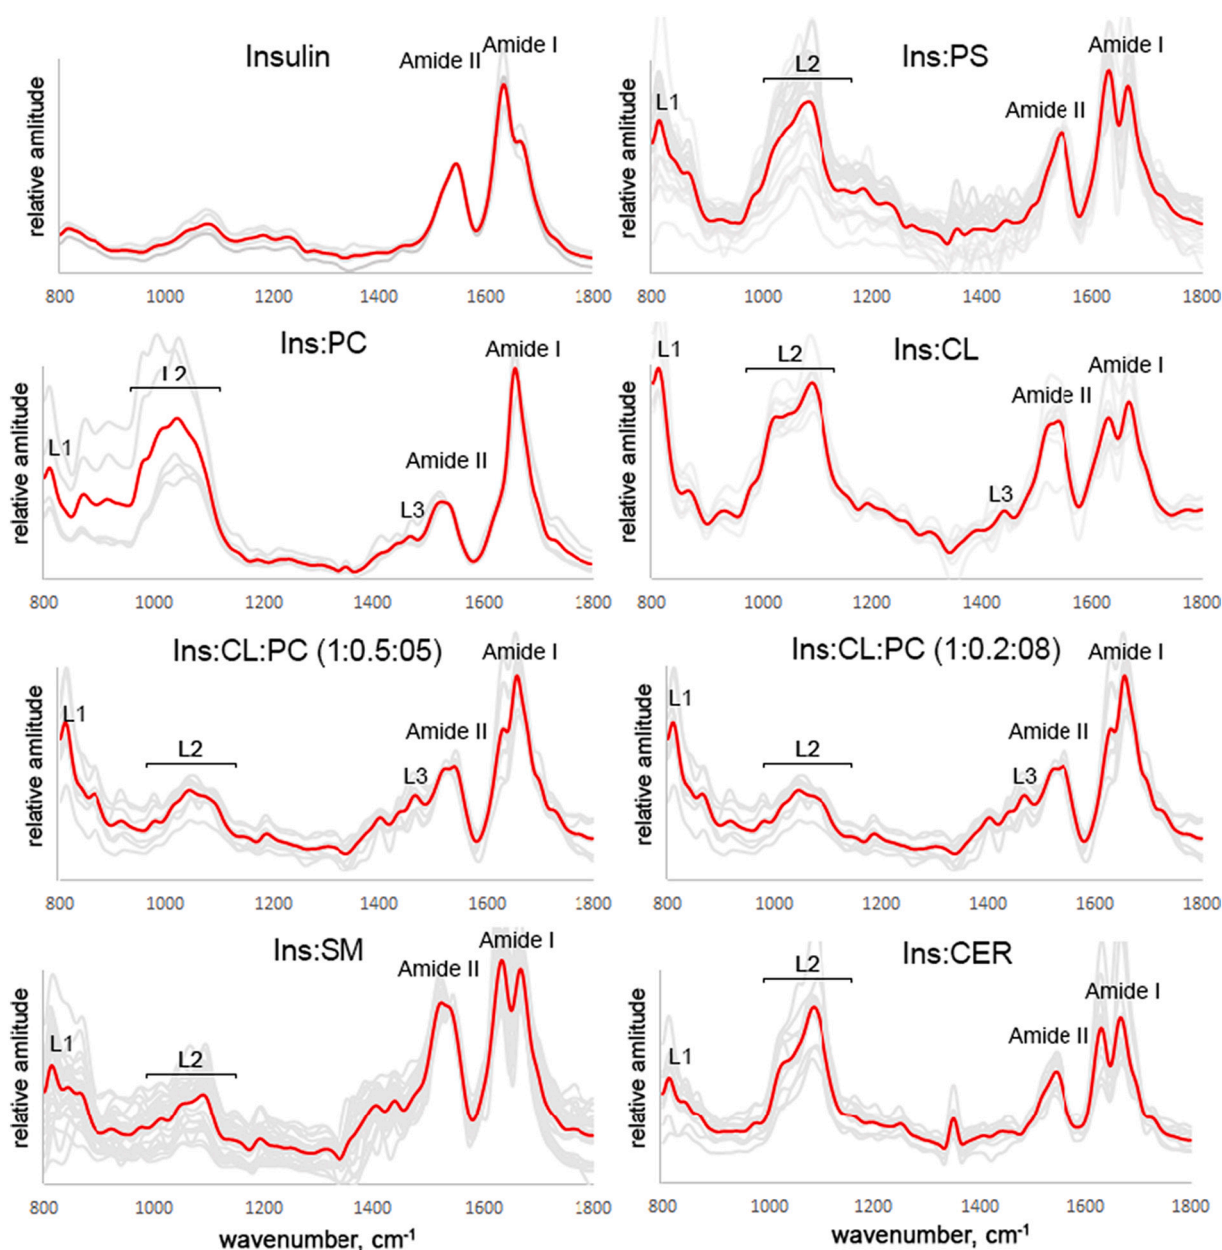 Insulin
Amide II
Amide I
relative amlitude
800 1000 1200 1400 1600 1800
Ins:PS
L1
L2
Amide II
Amide I
relative amlitude
800 1000 1200 1400 1600 1800
Ins:PC
L1
L2
L3
Amide II
Amide I
relative amlitude
800 1000 1200 1400 1600 1800
Ins:CL
L1
L2
L3
Amide II
Amide I
relative amlitude
800 1000 1200 1400 1600 1800
Ins:CL:PC (1:0.5:05)
L1
L2
L3
Amide II
Amide I
relative amlitude
800 1000 1200 1400 1600 1800
Ins:CL:PC (1:0.2:08)
L1
L2
L3
Amide II
Amide I
relative amlitude
800 1000 1200 1400 1600 1800
Ins:SM
L1
L2
Amide II
Amide I
relative amlitude
800 1000 1200 1400 1600 1800
wavenumber, cm⁻¹
Ins:CER
L1
L2
Amide II
Amide I
relative amlitude
800 1000 1200 1400 1600 1800
wavenumber, cm⁻¹